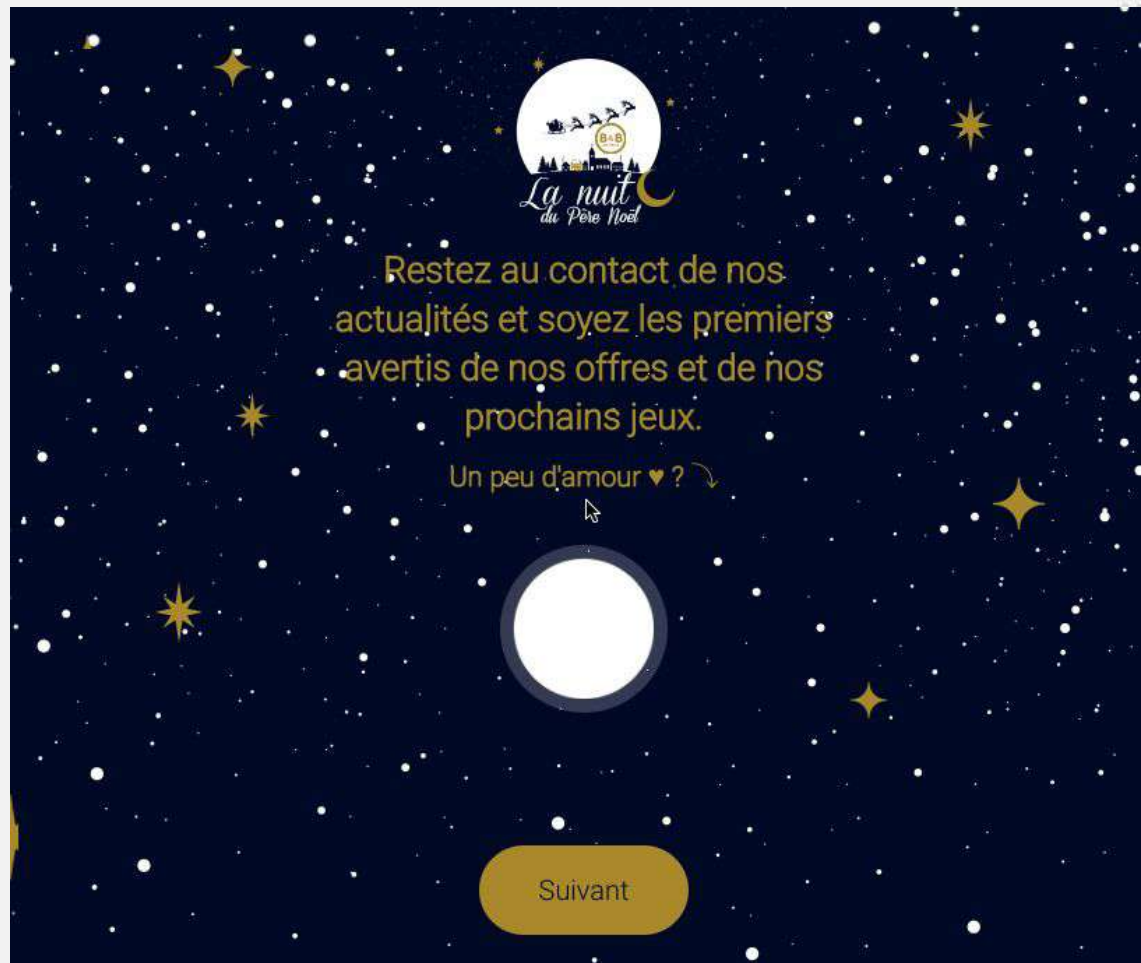 B&B
La nuit
du Père Noël
Restez au contact de nos
actualités et soyez les premiers
avertis de nos offres et de nos
prochains jeux.
Un peu d'amour ♥ ? ⤵
Suivant